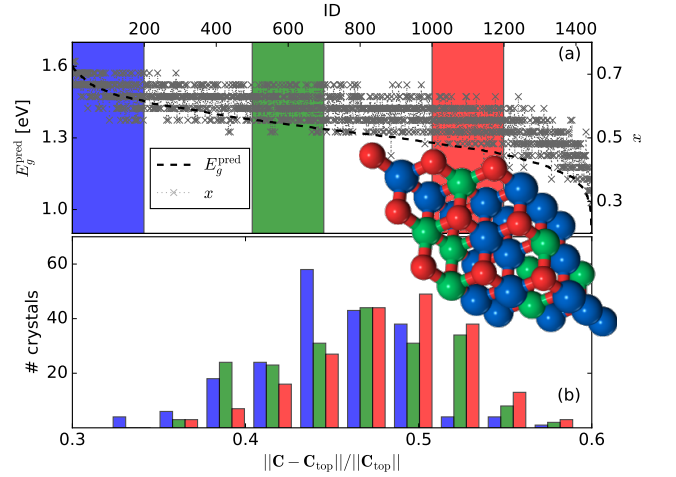 ID
200 400 600 800 1000 1200 1400
(a)
1.6
1.3
1.0
E_g^pred [eV]
0.7
0.5
0.3
x
E_g^pred
x
60
40
20
# crystals
(b)
0.3 0.4 0.5 0.6
||C − C_top||/||C_top||